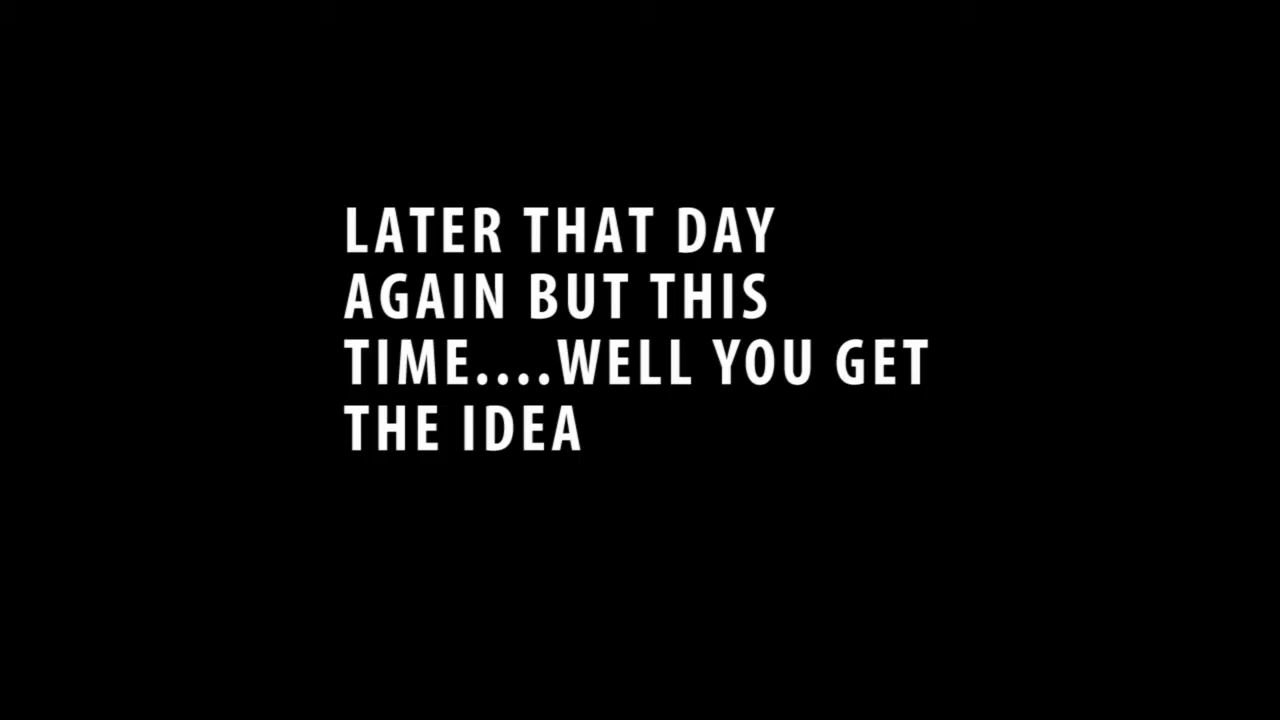 LATER THAT DAY
AGAIN BUT THIS
TIME....WELL YOU GET
THE IDEA